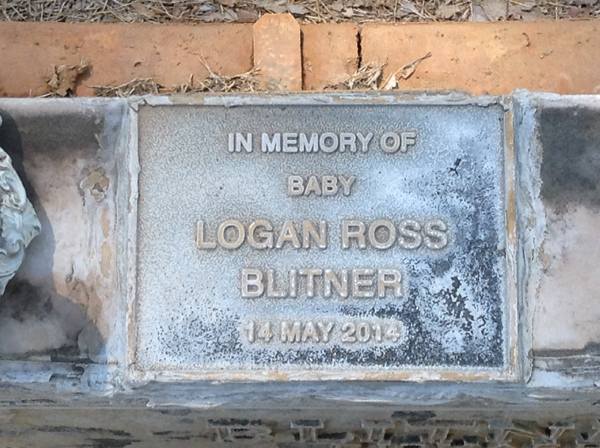 IN MEMORY OF
BABY
LOGAN ROSS
BLITNER
14 MAY 2014